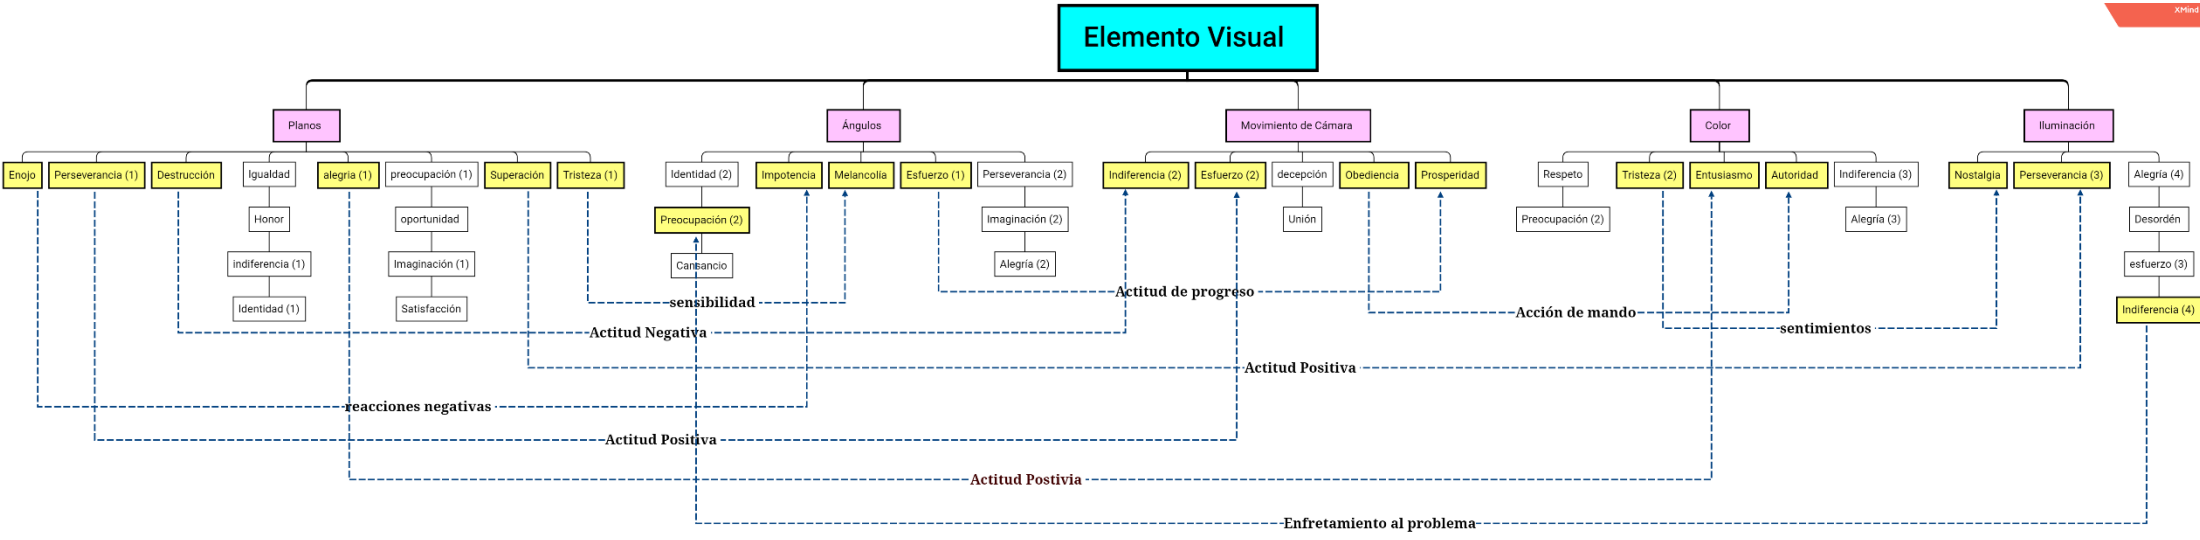 Elemento Visual
XMind
Planos
Ángulos
Movimiento de Cámara
Color
Iluminación
Enojo
Perseverancia (1)
Destrucción
Igualdad
alegria (1)
preocupación (1)
Superación
Tristeza (1)
Identidad (2)
Impotencia
Melancolía
Esfuerzo (1)
Perseverancia (2)
Indiferencia (2)
Esfuerzo (2)
decepción
Obediencia
Prosperidad
Respeto
Tristeza (2)
Entusiasmo
Autoridad
Indiferencia (3)
Nostalgia
Perseverancia (3)
Alegría (4)
Honor
oportunidad
Preocupación (2)
Imaginación (2)
Unión
Preocupación (2)
Alegría (3)
Desordén
indiferencia (1)
Imaginación (1)
Cansancio
Alegría (2)
esfuerzo (3)
Identidad (1)
Satisfacción
Indiferencia (4)
Actitud de progreso
sensibilidad
Acción de mando
sentimientos
Actitud Negativa
Actitud Positiva
reacciones negativas
Actitud Positiva
Actitud Postivia
Enfretamiento al problema